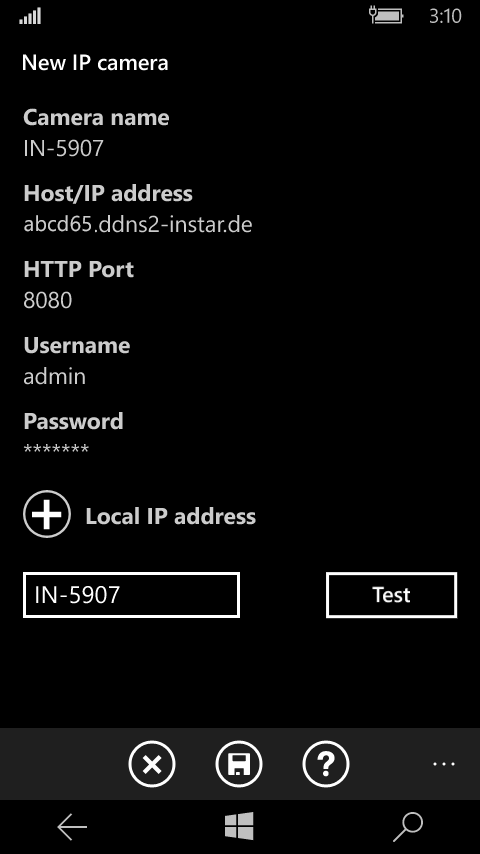 3:10
New IP camera
Camera name
IN-5907
Host/IP address
abcd65.ddns2-instar.de
HTTP Port
8080
Username
admin
Password
*******
Local IP address
IN-5907
Test
?
...